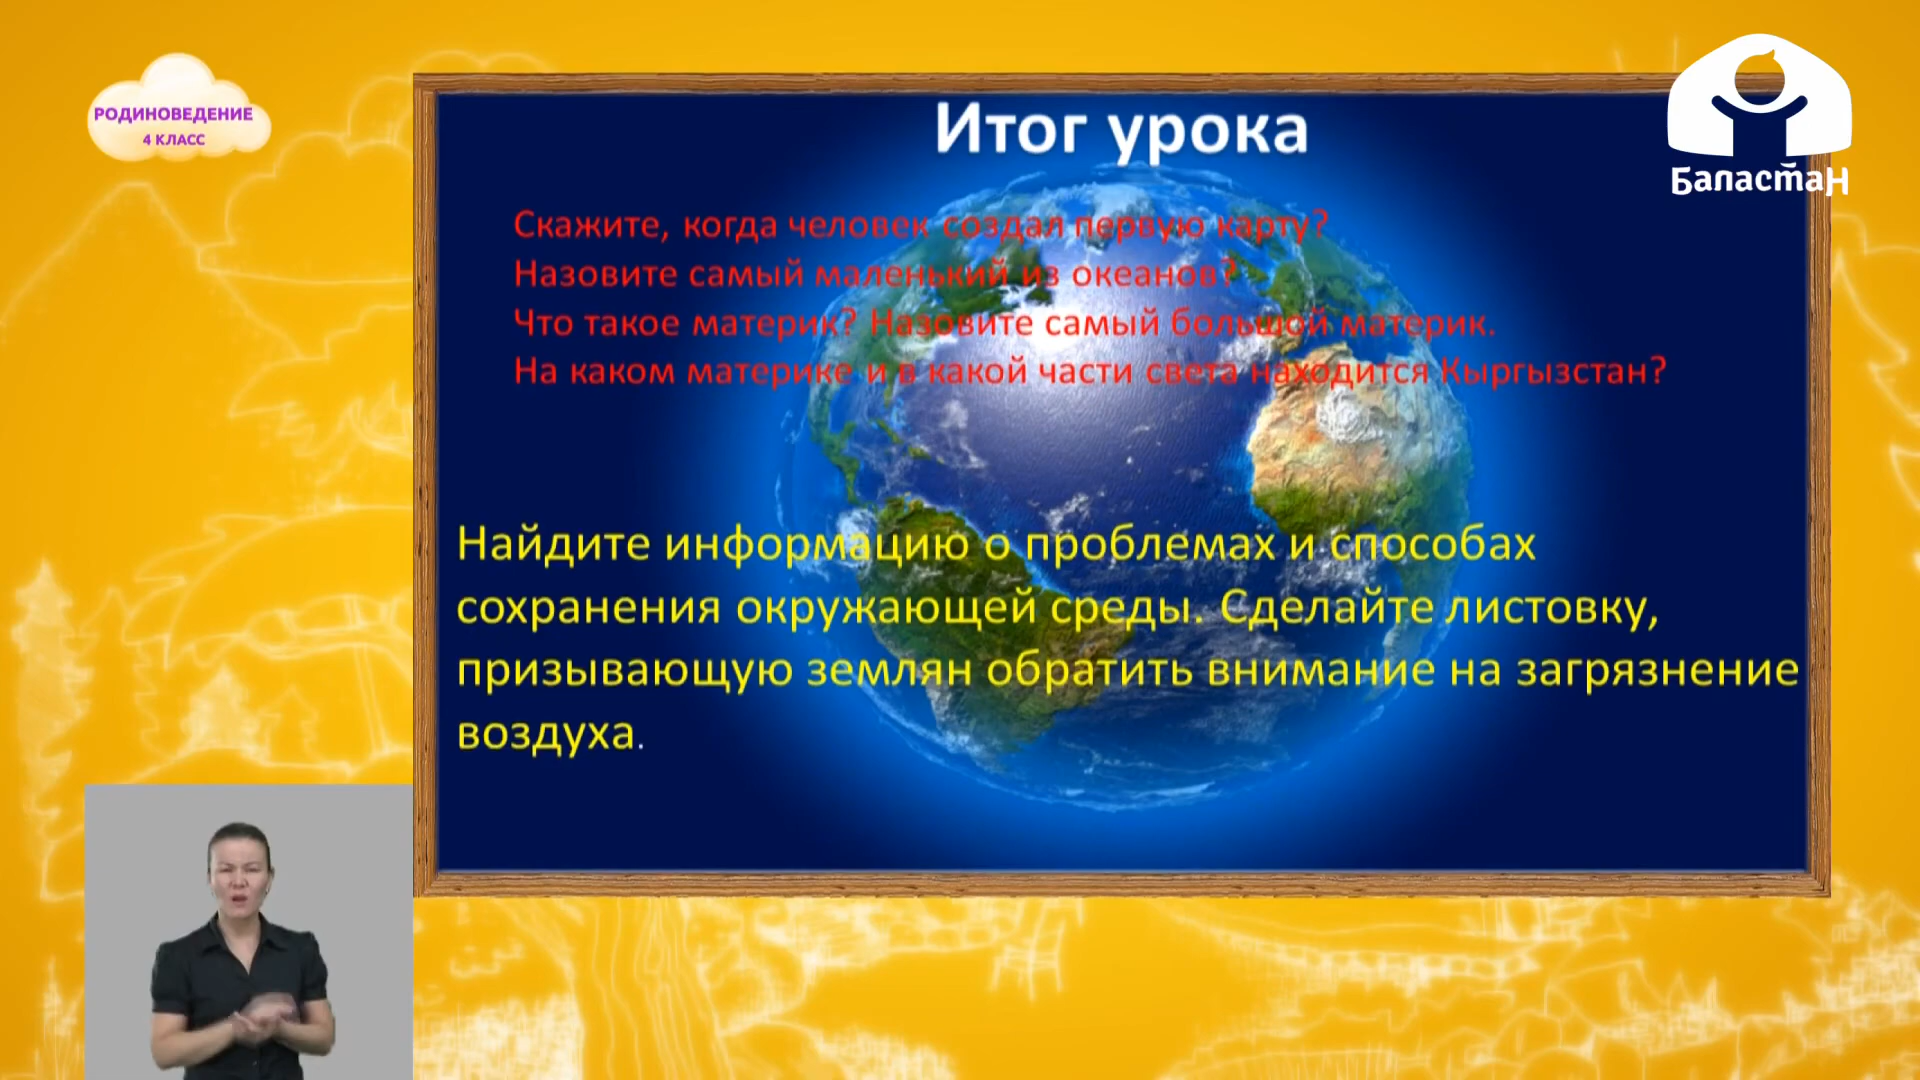 РОДИНОВЕДЕНИЕ
4 КЛАСС
Баластан
Итог урока
Скажите, когда человек создал первую карту?
Назовите самый маленький из океанов?
Что такое материк? Назовите самый большой материк.
На каком материке и в какой части света находится Кыргызстан?
Найдите информацию о проблемах и способах
сохранения окружающей среды. Сделайте листовку,
призывающую землян обратить внимание на загрязнение
воздуха.